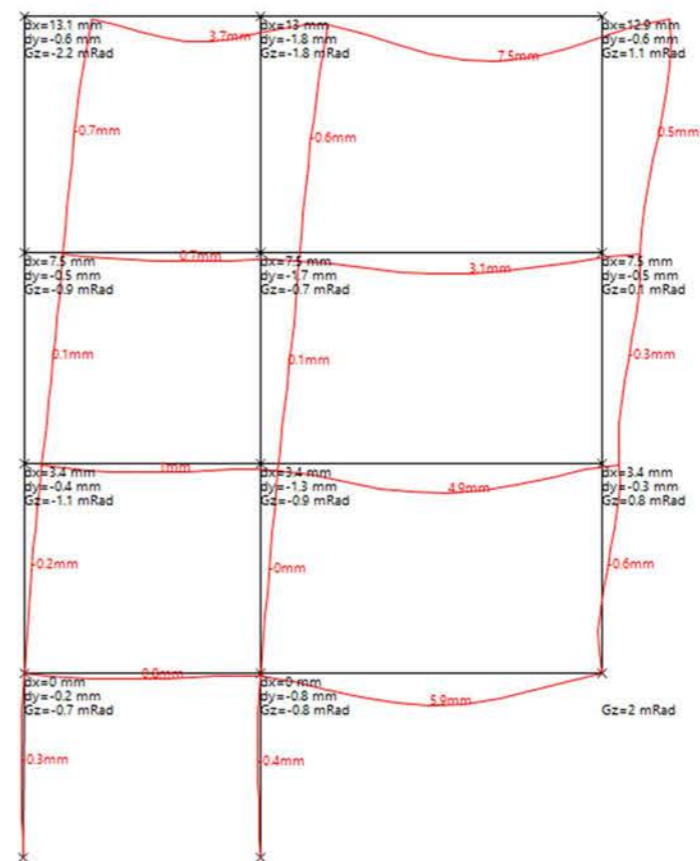 dx=13.1 mm
dy=-0.6 mm
Gz=-2.2 mRad
3.7mm
dx=13 mm
dy=-1.8 mm
Gz=-1.8 mRad
7.5mm
dx=12.9 mm
dy=-0.6 mm
Gz=1.1 mRad
-0.7mm
-0.6mm
0.5mm
dx=7.5 mm
dy=-0.5 mm
Gz=-0.9 mRad
0.7mm
dx=7.5 mm
dy=-1.7 mm
Gz=-0.7 mRad
3.1mm
dx=7.5 mm
dy=-0.5 mm
Gz=0.1 mRad
0.1mm
0.1mm
-0.3mm
dx=3.4 mm
dy=-0.4 mm
Gz=-1.1 mRad
1mm
dx=3.4 mm
dy=-1.3 mm
Gz=-0.9 mRad
4.9mm
dx=3.4 mm
dy=-0.3 mm
Gz=0.8 mRad
-0.2mm
-0mm
-0.6mm
dx=0 mm
dy=-0.2 mm
Gz=-0.7 mRad
dx=0 mm
dy=-0.8 mm
Gz=-0.8 mRad
5.9mm
Gz=2 mRad
-0.3mm
-0.4mm